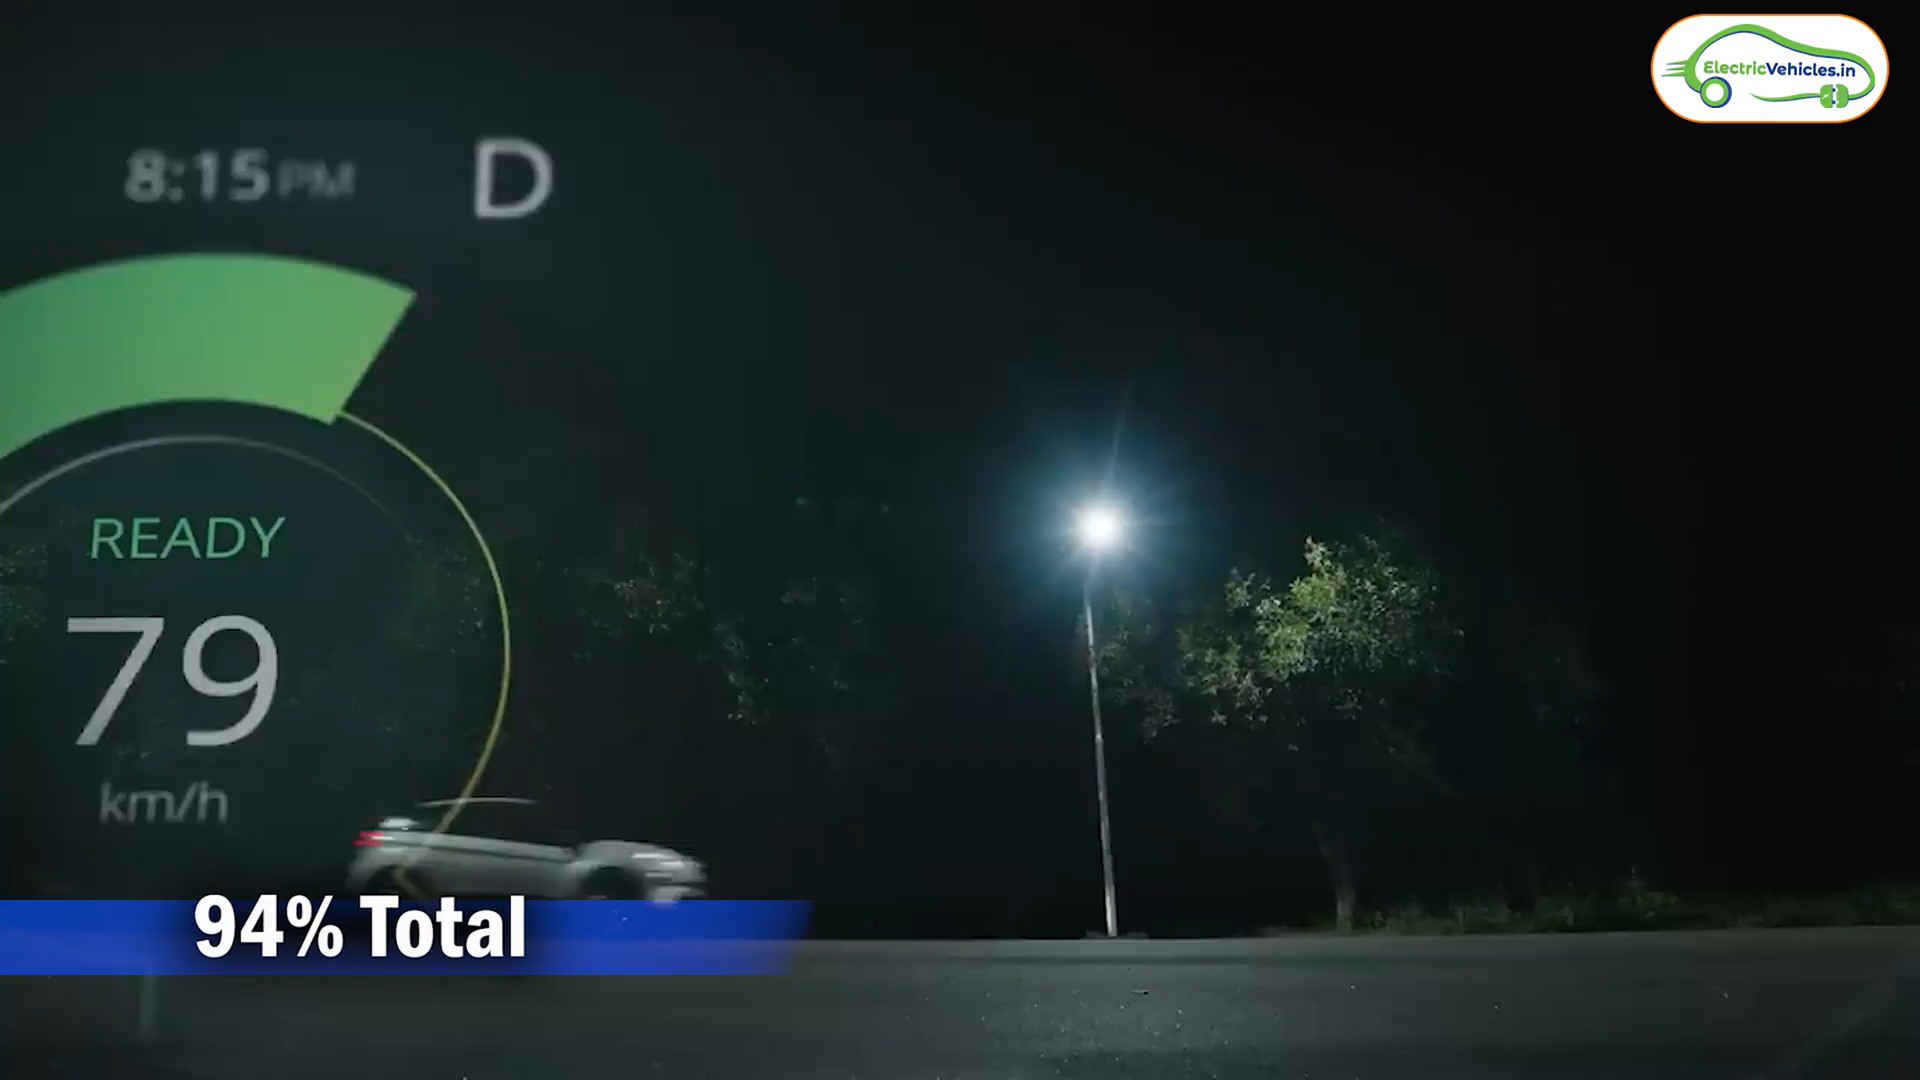 ElectricVehicles.in
8:15 PM D
READY
79
km/h
94% Total